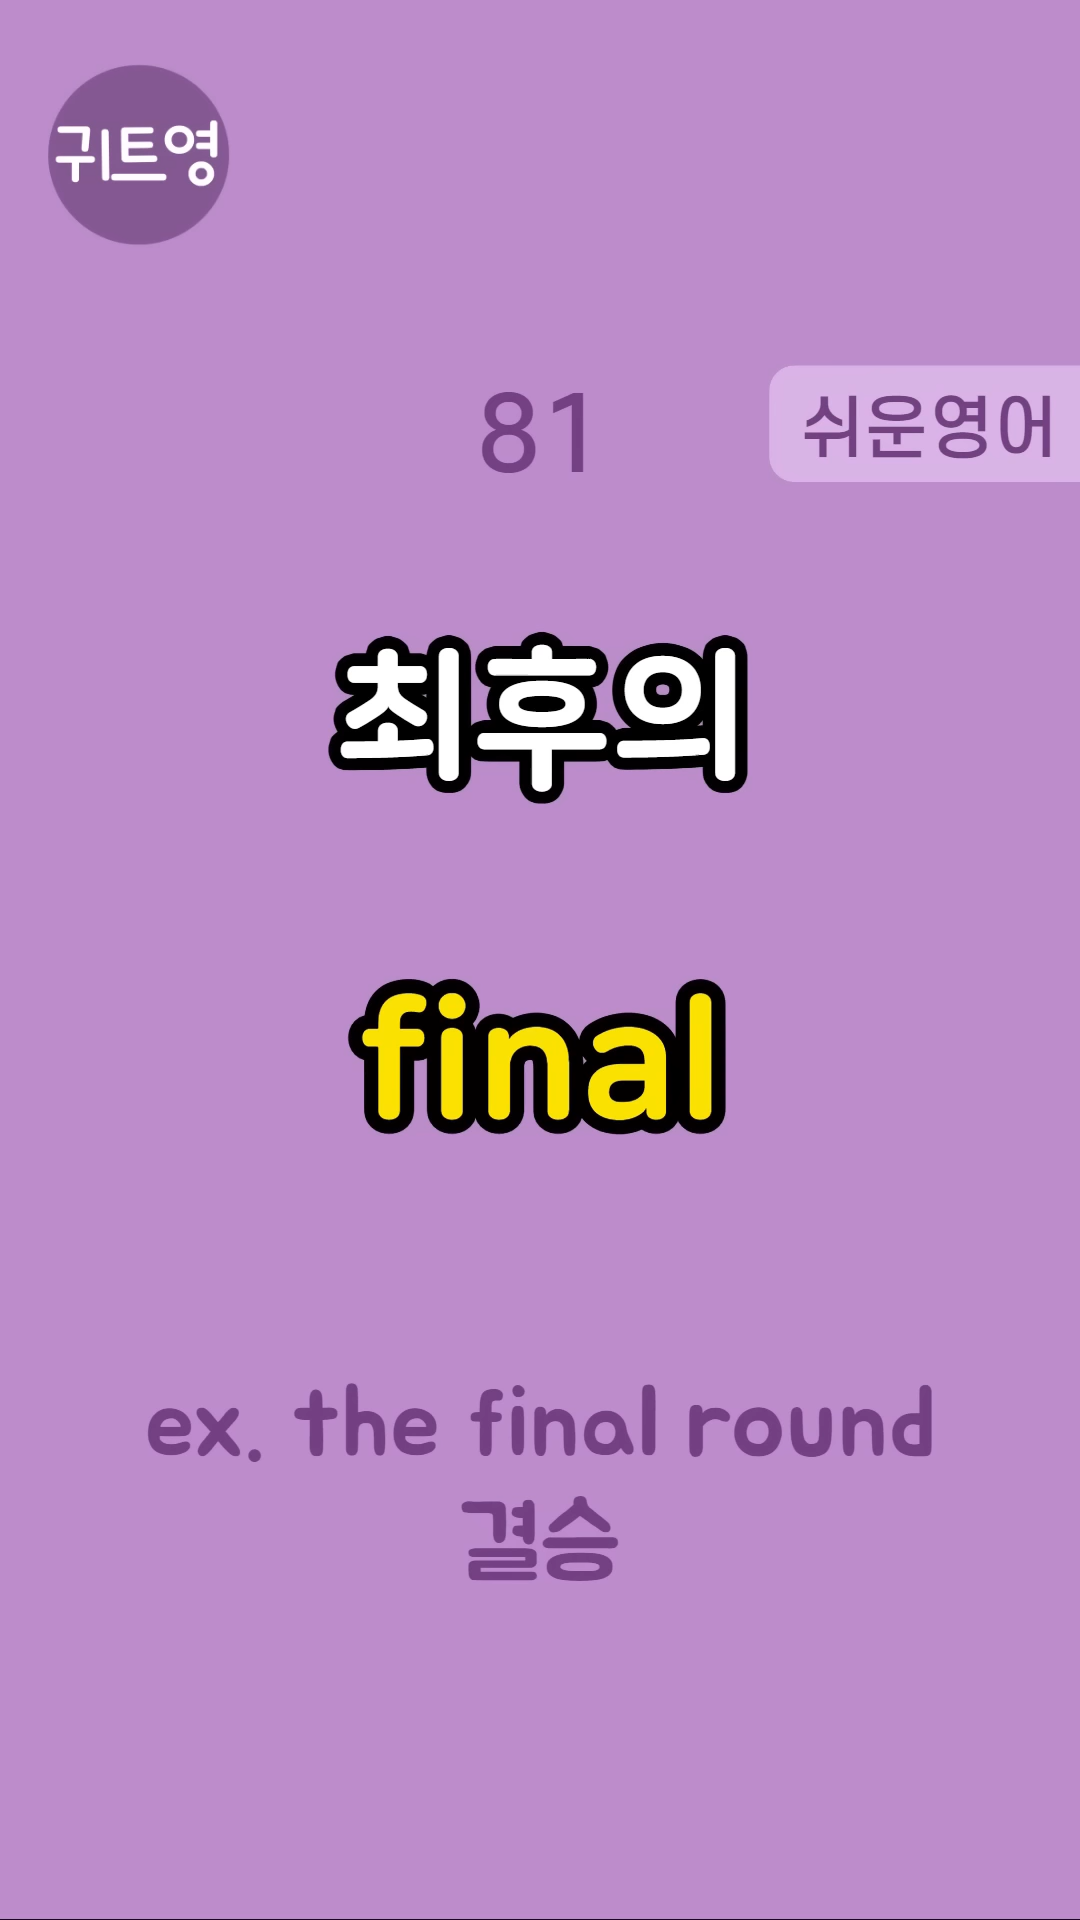 귀트영
81
쉬운영어
최후의
final
ex. the final round
결승